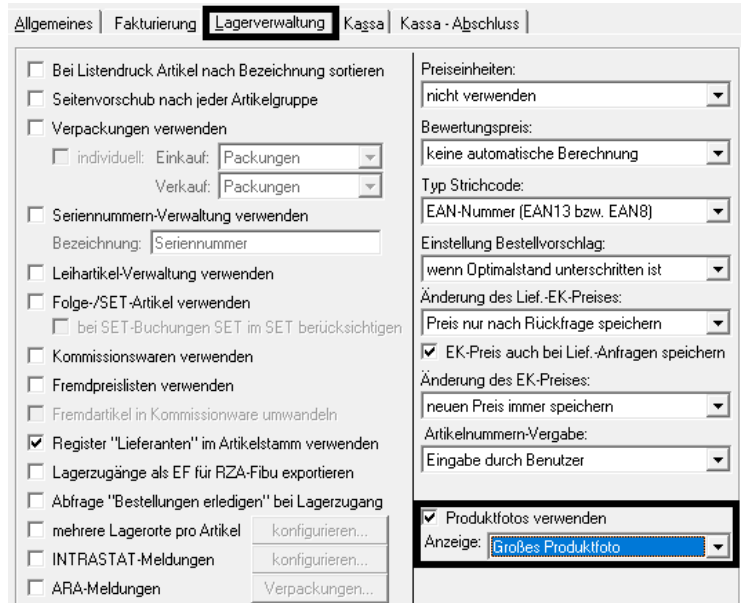 Allgemeines Fakturierung Lagerverwaltung Kassa Kassa - Abschluss
Bei Listendruck Artikel nach Bezeichnung sortieren
Seitenvorschub nach jeder Artikelgruppe
Verpackungen verwenden
individuell: Einkauf: Packungen
Verkauf: Packungen
Seriennummern-Verwaltung verwenden
Bezeichnung: Seriennummer
Leihartikel-Verwaltung verwenden
Folge-/SET-Artikel verwenden
bei SET-Buchungen SET im SET berücksichtigen
Kommissionswaren verwenden
Fremdpreislisten verwenden
Fremdartikel in Kommissionware umwandeln
Register "Lieferanten" im Artikelstamm verwenden
Lagerzugänge als EF für RZA-Fibu exportieren
Abfrage "Bestellungen erledigen" bei Lagerzugang
mehrere Lagerorte pro Artikel konfigurieren...
INTRASTAT-Meldungen konfigurieren...
ARA-Meldungen Verpackungen...
Preiseinheiten:
nicht verwenden
Bewertungspreis:
keine automatische Berechnung
Typ Strichcode:
EAN-Nummer (EAN13 bzw. EAN8)
Einstellung Bestellvorschlag:
wenn Optimalstand unterschritten ist
Änderung des Lief.-EK-Preises:
Preis nur nach Rückfrage speichern
EK-Preis auch bei Lief.-Anfragen speichern
Änderung des EK-Preises:
neuen Preis immer speichern
Artikelnummern-Vergabe:
Eingabe durch Benutzer
Produktfotos verwenden
Anzeige: Großes Produktfoto